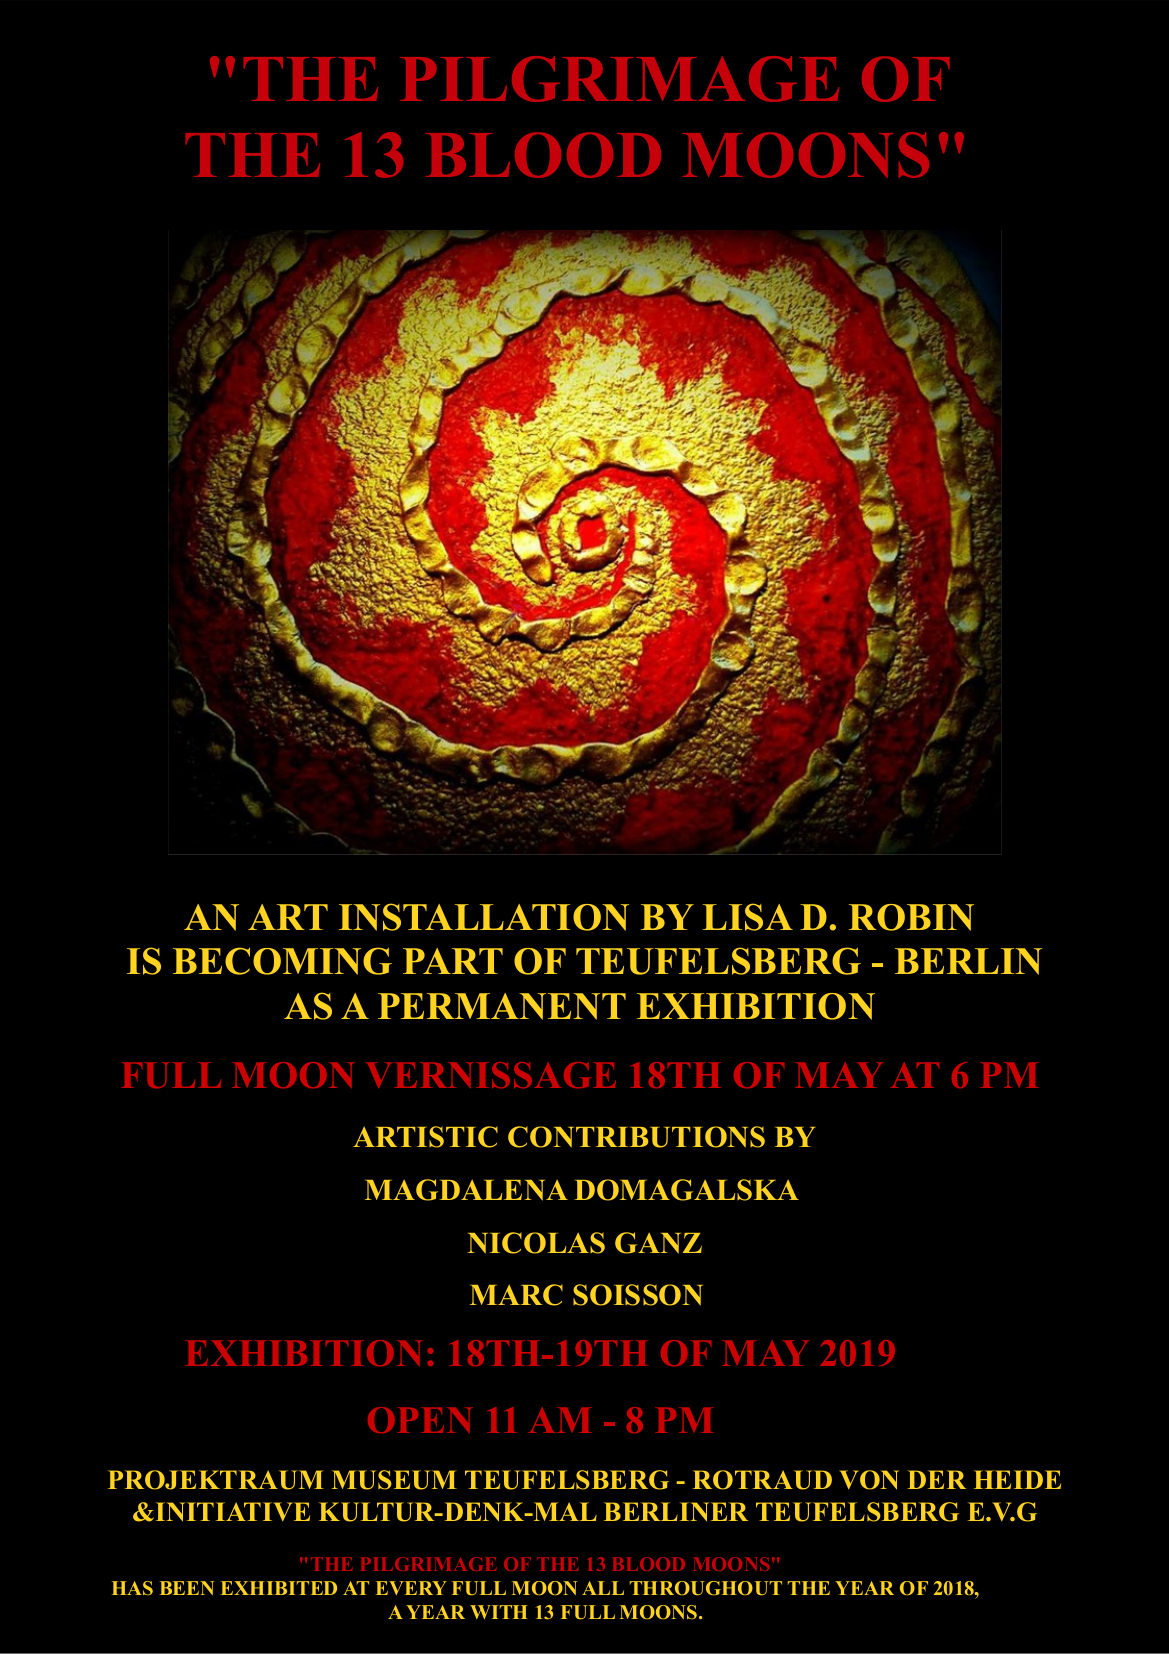 "THE PILGRIMAGE OF
THE 13 BLOOD MOONS"
AN ART INSTALLATION BY LISA D. ROBIN
IS BECOMING PART OF TEUFELSBERG - BERLIN
AS A PERMANENT EXHIBITION
FULL MOON VERNISSAGE 18TH OF MAY AT 6 PM
ARTISTIC CONTRIBUTIONS BY
MAGDALENA DOMAGALSKA
NICOLAS GANZ
MARC SOISSON
EXHIBITION: 18TH-19TH OF MAY 2019
OPEN 11 AM - 8 PM
PROJEKTRAUM MUSEUM TEUFELSBERG - ROTRAUD VON DER HEIDE
&INITIATIVE KULTUR-DENK-MAL BERLINER TEUFELSBERG E.V.G
"THE PILGRIMAGE OF THE 13 BLOOD MOONS"
HAS BEEN EXHIBITED AT EVERY FULL MOON ALL THROUGHOUT THE YEAR OF 2018,
A YEAR WITH 13 FULL MOONS.